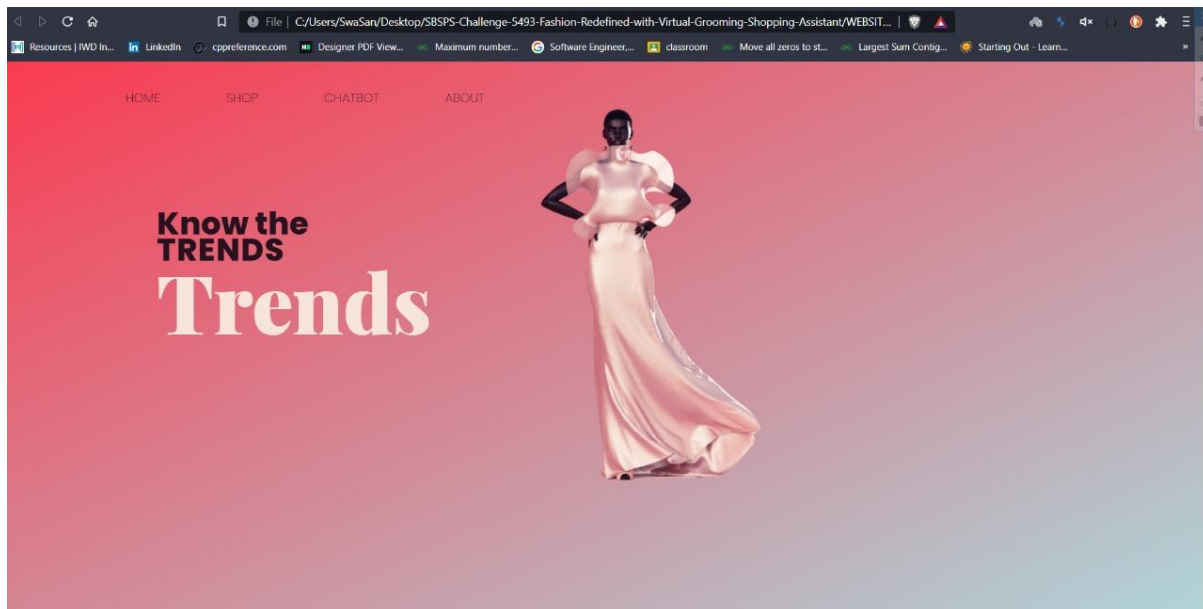 File | C:/Users/SwaSan/Desktop/SBSPS-Challenge-5493-Fashion-Redefined-with-Virtual-Grooming-Shopping-Assistant/WEBSIT...
Resources | IWD In... LinkedIn cppreference.com Designer PDF View... Maximum number... Software Engineer,... classroom Move all zeros to st... Largest Sum Contig... Starting Out - Learn... »
HOME SHOP CHATBOT ABOUT
Know the
TRENDS
Trends